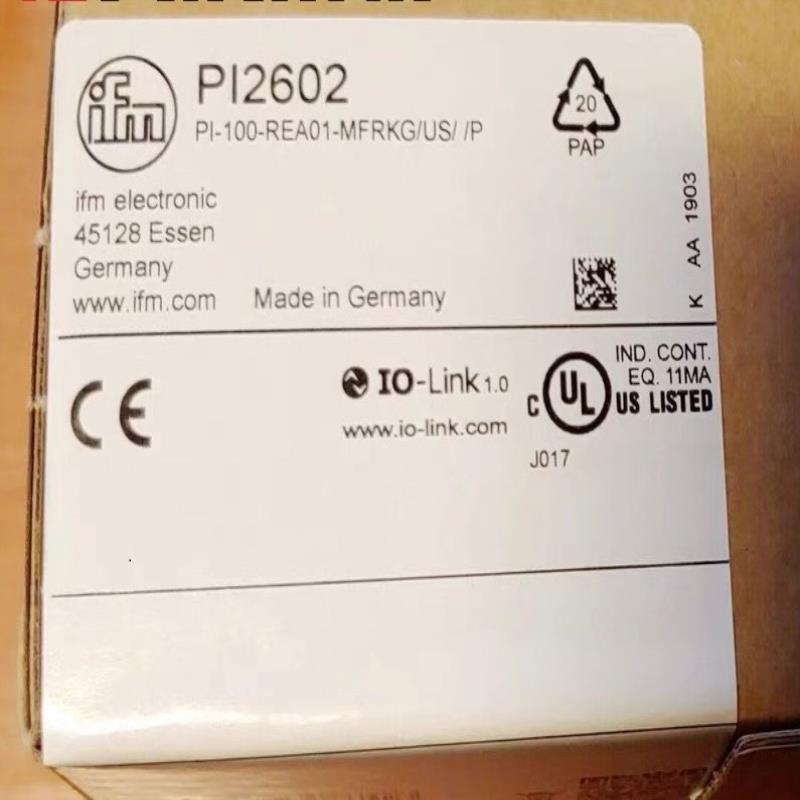 ifm
PI2602
PI-100-REA01-MFRKG/US/ /P
20
PAP
ifm electronic
45128 Essen
Germany
www.ifm.com
Made in Germany
K AA 1903
CE
IO-Link 1.0
www.io-link.com
C UL US LISTED
IND. CONT.
EQ. 11MA
J017